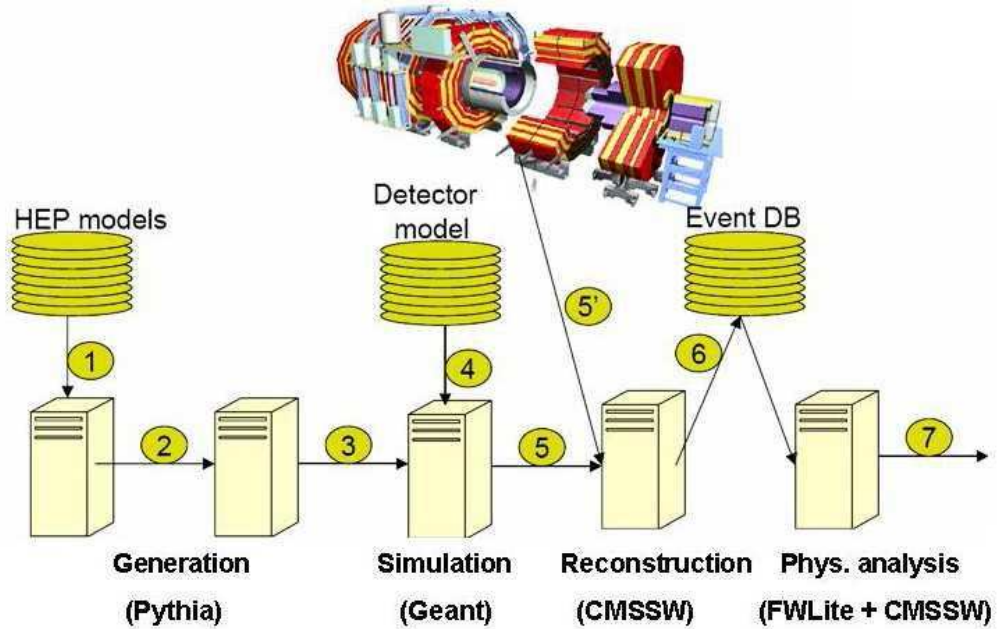 HEP models
Detector
model
Event DB
5'
1
4
6
2
3
5
7
Generation
(Pythia)
Simulation
(Geant)
Reconstruction
(CMSSW)
Phys. analysis
(FWLite + CMSSW)